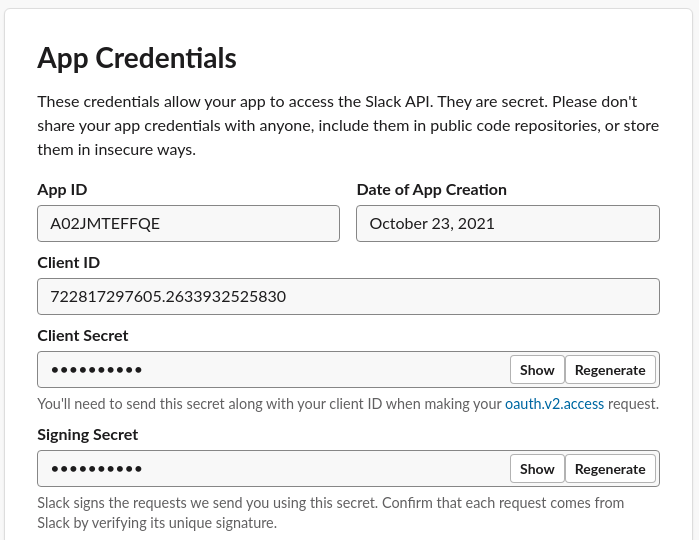 App Credentials
These credentials allow your app to access the Slack API. They are secret. Please don't
share your app credentials with anyone, include them in public code repositories, or store
them in insecure ways.
App ID
Date of App Creation
A02JMTEFFQE
October 23, 2021
Client ID
722817297605.2633932525830
Client Secret
••••••••••
Show
Regenerate
You'll need to send this secret along with your client ID when making your oauth.v2.access request.
Signing Secret
••••••••••
Show
Regenerate
Slack signs the requests we send you using this secret. Confirm that each request comes from
Slack by verifying its unique signature.